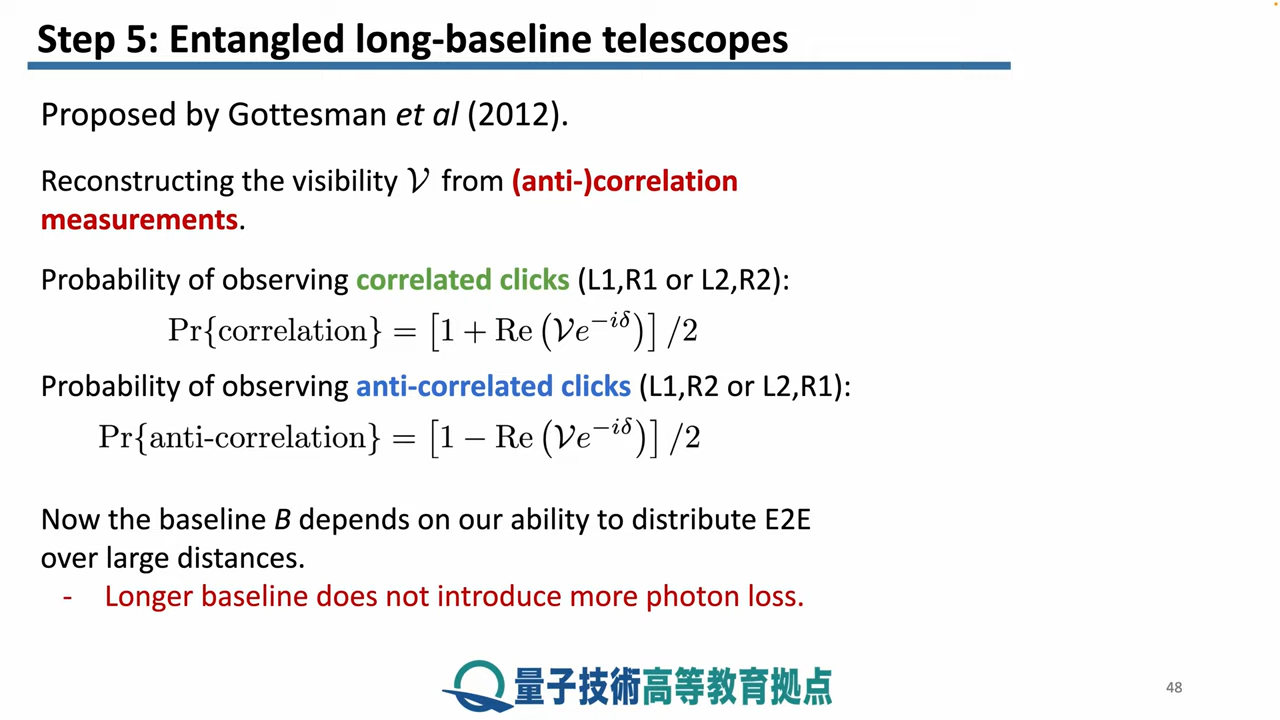 Step 5: Entangled long-baseline telescopes
Proposed by Gottesman et al (2012).
Reconstructing the visibility 𝒱 from (anti-)correlation
measurements.
Probability of observing correlated clicks (L1,R1 or L2,R2):
Pr{correlation} = [1 + Re (𝒱e^{−iδ})] /2
Probability of observing anti-correlated clicks (L1,R2 or L2,R1):
Pr{anti-correlation} = [1 − Re (𝒱e^{−iδ})] /2
Now the baseline B depends on our ability to distribute E2E
over large distances.
- Longer baseline does not introduce more photon loss.
量子技術高等教育拠点
48